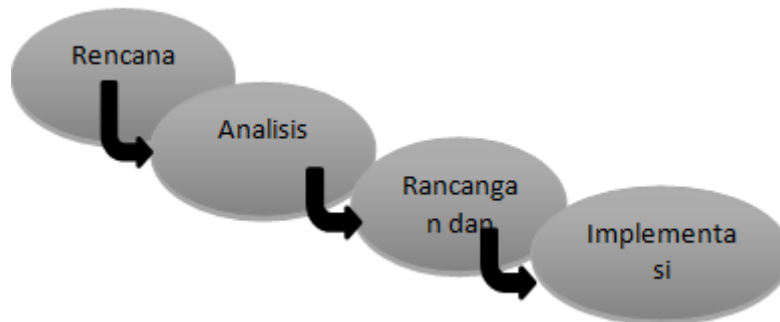 Rencana
Analisis
Rancanga
n dan
Implementa
si